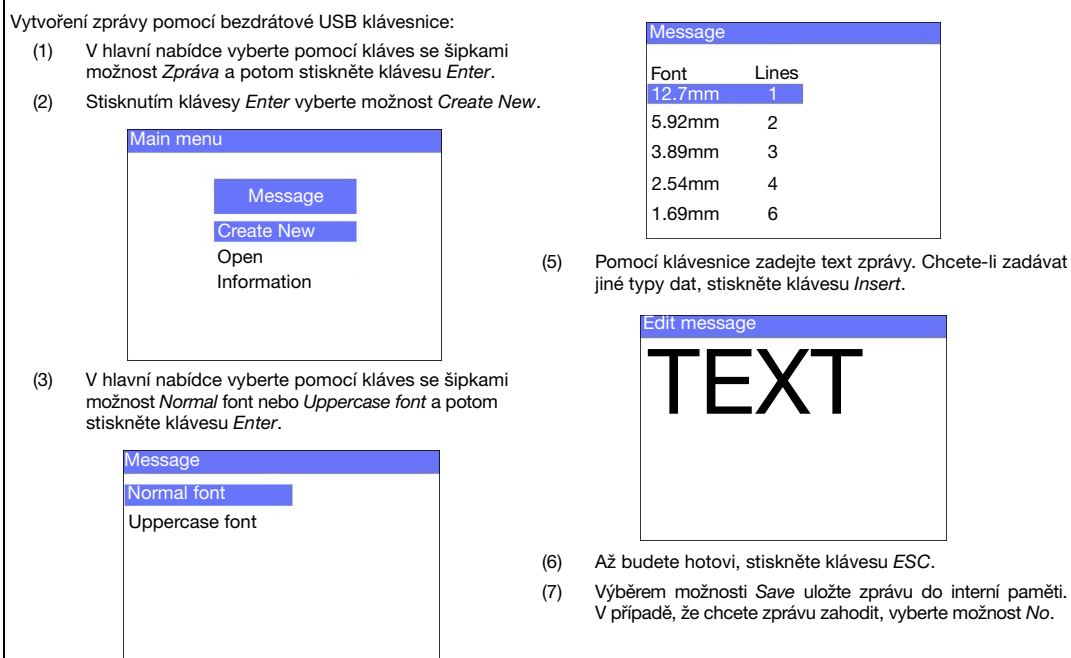 Vytvoření zprávy pomocí bezdrátové USB klávesnice:
(1) V hlavní nabídce vyberte pomocí kláves se šipkami
možnost Zpráva a potom stiskněte klávesu Enter.
(2) Stisknutím klávesy Enter vyberte možnost Create New.
Main menu
Message
Create New
Open
Information
(3) V hlavní nabídce vyberte pomocí kláves se šipkami
možnost Normal font nebo Uppercase font a potom
stiskněte klávesu Enter.
Message
Normal font
Uppercase font
Message
Font Lines
12.7mm 1
5.92mm 2
3.89mm 3
2.54mm 4
1.69mm 6
(5) Pomocí klávesnice zadejte text zprávy. Chcete-li zadávat
jiné typy dat, stiskněte klávesu Insert.
Edit message
TEXT
(6) Až budete hotovi, stiskněte klávesu ESC.
(7) Výběrem možnosti Save uložte zprávu do interní paměti.
V případě, že chcete zprávu zahodit, vyberte možnost No.